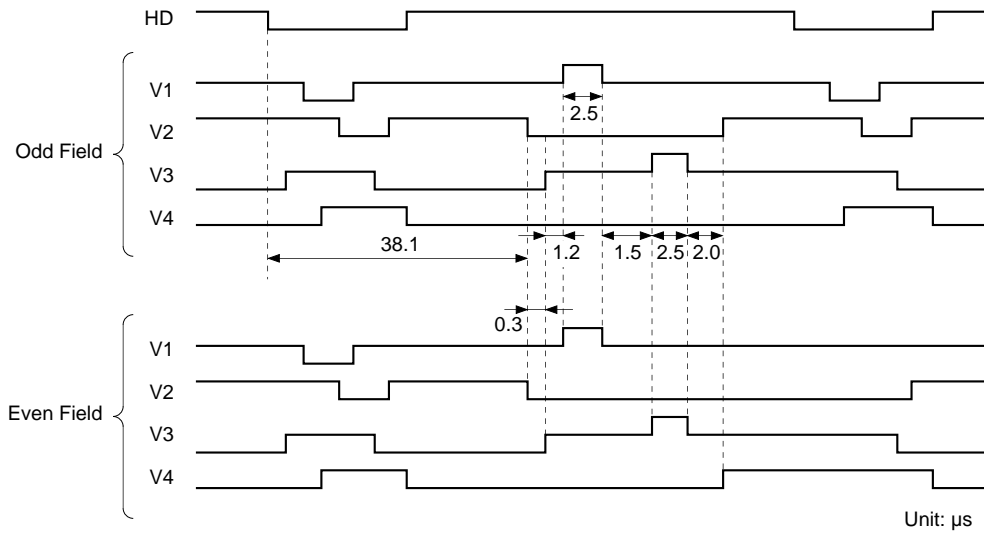 HD
Odd Field
V1
2.5
V2
V3
V4
38.1
1.2
1.5
2.5
2.0
0.3
Even Field
V1
V2
V3
V4
Unit: µs